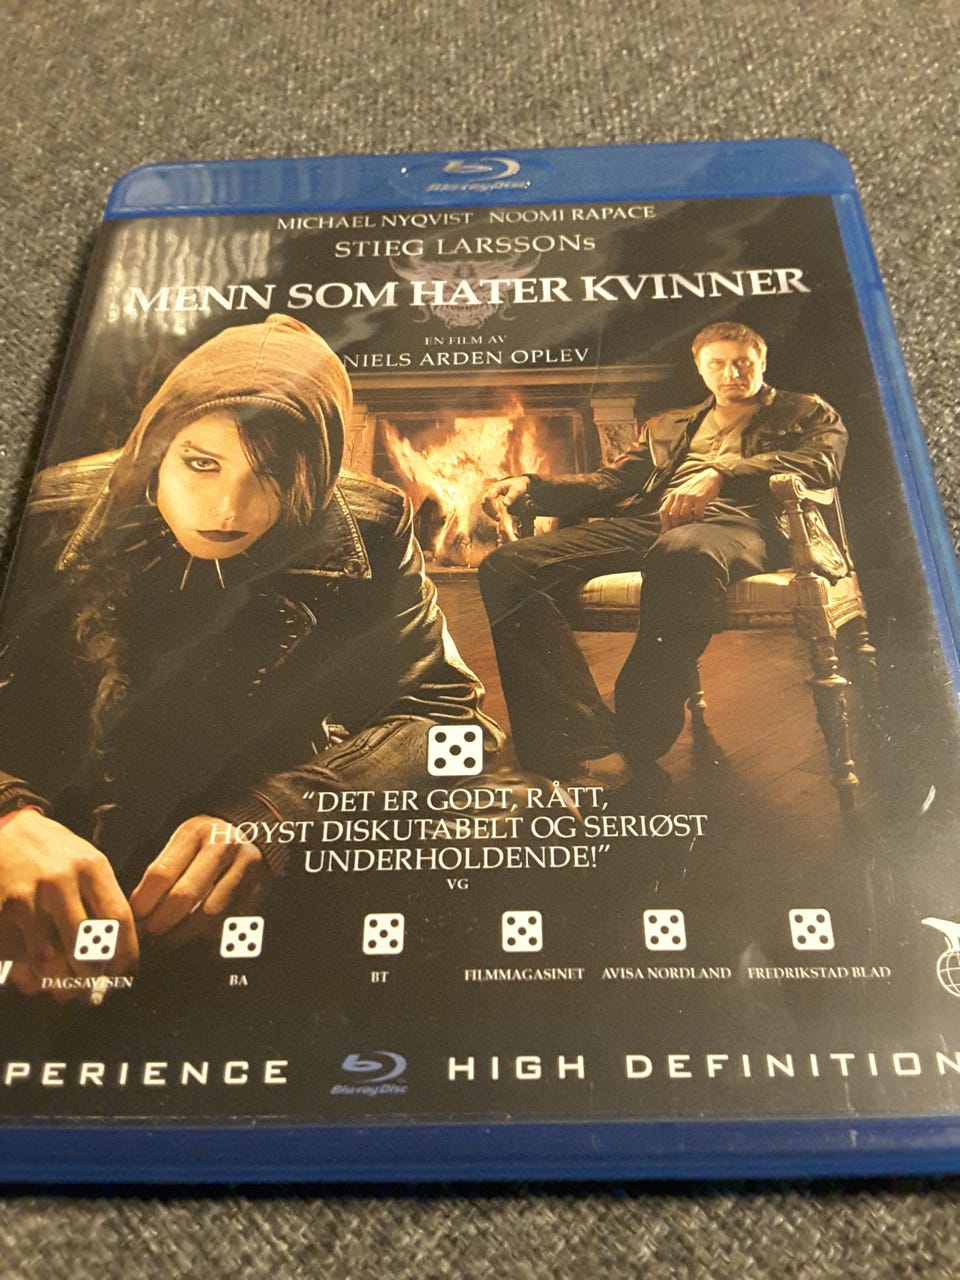 Blu-ray Disc
MICHAEL NYQVIST NOOMI RAPACE
STIEG LARSSONs
MENN SOM HATER KVINNER
EN FILM AV
NIELS ARDEN OPLEV
"DET ER GODT, RÅTT,
HØYST DISKUTABELT OG SERIØST
UNDERHOLDENDE!"
VG
DAGSAVISEN BA BT FILMMAGASINET AVISA NORDLAND FREDRIKSTAD BLAD
PERIENCE Blu-ray Disc HIGH DEFINITION